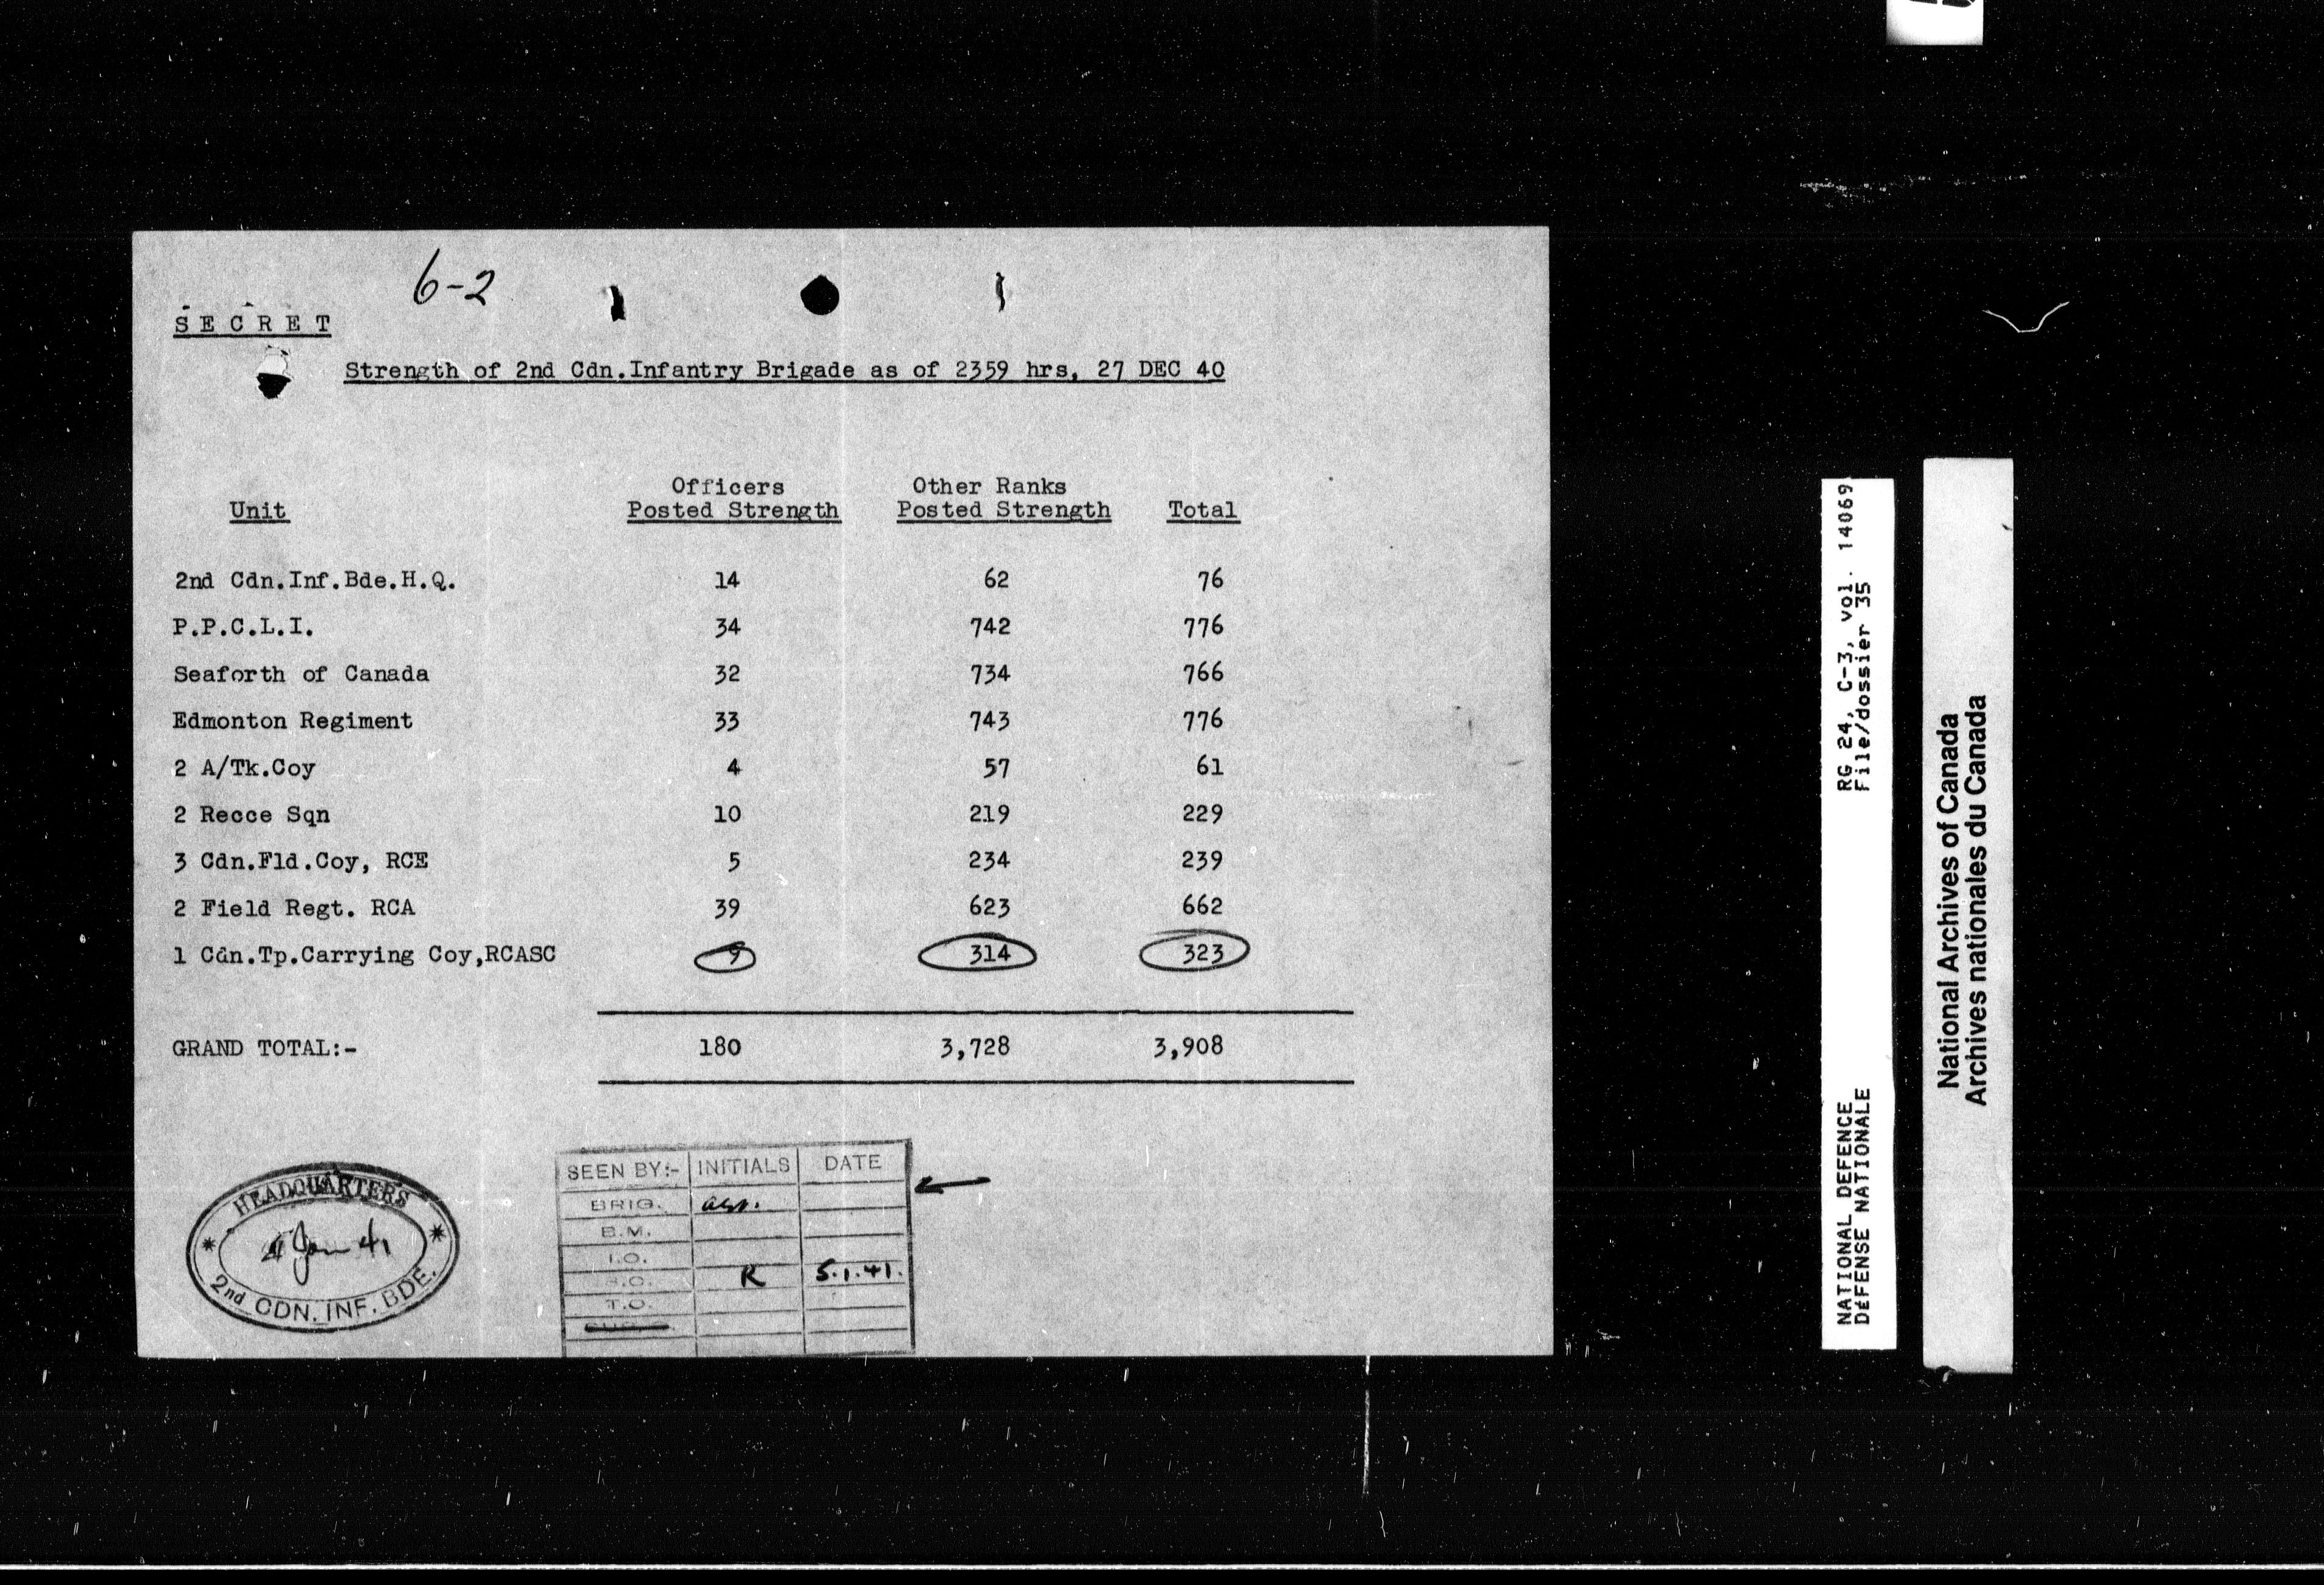 6-2
S E C R E T
Strength of 2nd Cdn.Infantry Brigade as of 2359 hrs, 27 DEC 40
Unit Officers Posted Strength Other Ranks Posted Strength Total
2nd Cdn.Inf.Bde.H.Q. 14 62 76
P.P.C.L.I. 34 742 776
Seaforth of Canada 32 734 766
Edmonton Regiment 33 743 776
2 A/Tk.Coy 4 57 61
2 Recce Sqn 10 219 229
3 Cdn.Fld.Coy, RCE 5 234 239
2 Field Regt. RCA 39 623 662
1 Cdn.Tp.Carrying Coy,RCASC 9 314 323
GRAND TOTAL:- 180 3,728 3,908
HEADQUARTERS
4 Jan 41
2nd CDN. INF. BDE.
SEEN BY:- INITIALS DATE
BRIG.
B.M.
I.O.
R 5.1.41.
T.O.
RG 24, C-3, vol. 14069
File/dossier 35
NATIONAL DEFENCE
DÉFENSE NATIONALE
National Archives of Canada
Archives nationales du Canada